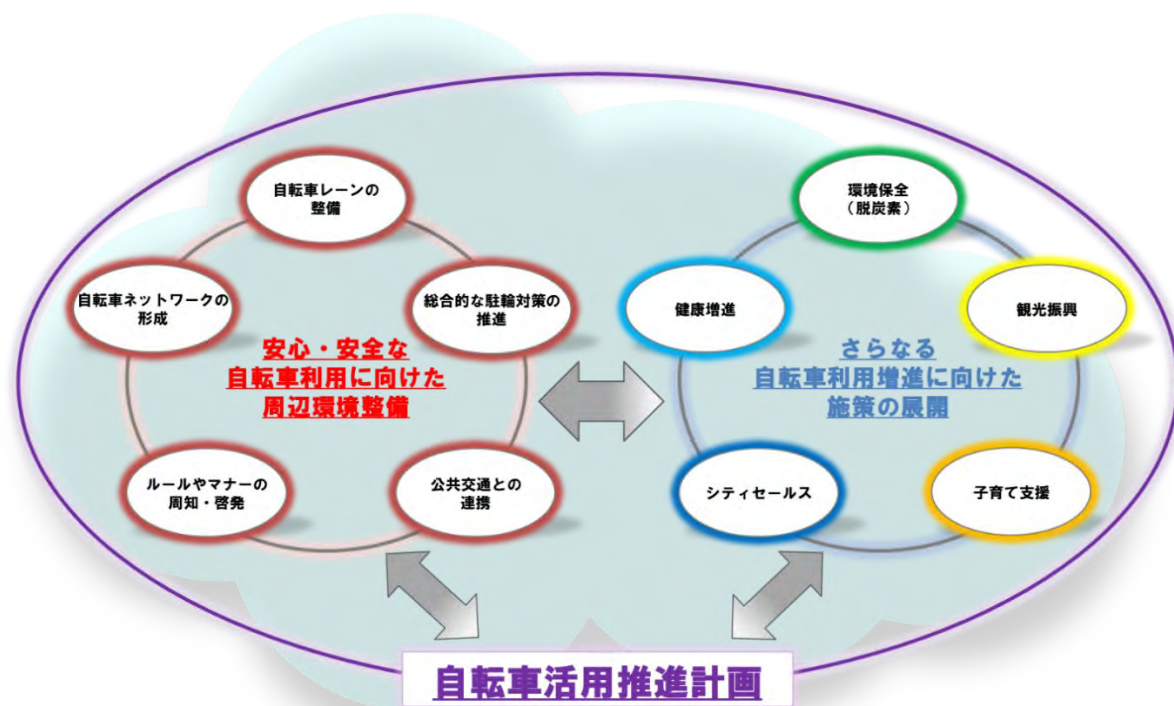 自転車レーンの
整備
自転車ネットワークの
形成
総合的な駐輪対策の
推進
安心・安全な
自転車利用に向けた
周辺環境整備
ルールやマナーの
周知・啓発
公共交通との
連携
環境保全
（脱炭素）
健康増進
観光振興
さらなる
自転車利用増進に向けた
施策の展開
シティセールス
子育て支援
自転車活用推進計画